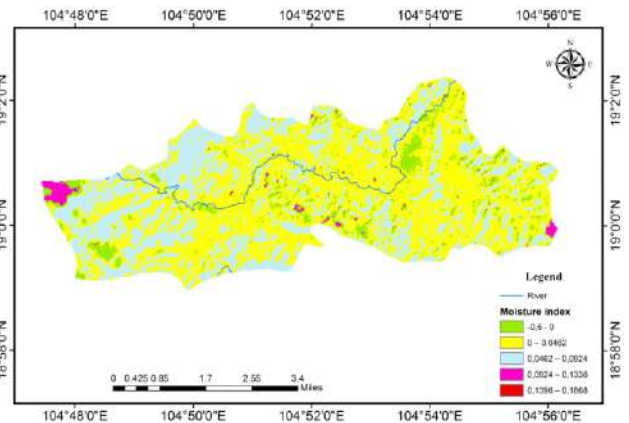 104°48'0"E 104°50'0"E 104°52'0"E 104°54'0"E 104°56'0"E
N
W E
S
19°2'0"N 19°2'0"N
19°0'0"N 19°0'0"N
18°58'0"N 18°58'0"N
Legend
River
Moisture index
-0,6 - 0
0 – 0.0462
0,0462 – 0,0924
0,0924 – 0,1336
0,1396 – 0,1868
0 0.425 0.85 1.7 2.55 3.4
Miles
104°48'0"E 104°50'0"E 104°52'0"E 104°54'0"E 104°56'0"E